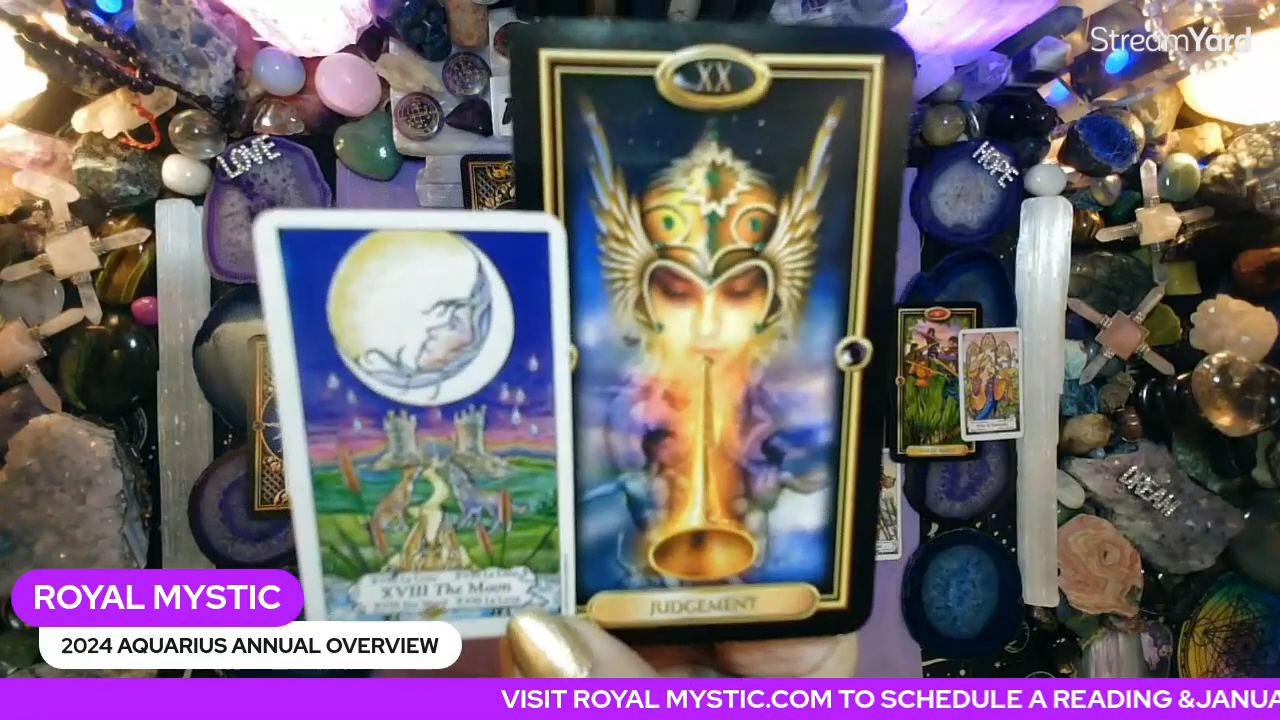 StreamYard
XX
LOVE
HOPE
XVIII The Moon
JUDGEMENT
DREAM
ROYAL MYSTIC
2024 AQUARIUS ANNUAL OVERVIEW
VISIT ROYAL MYSTIC.COM TO SCHEDULE A READING &JANUA